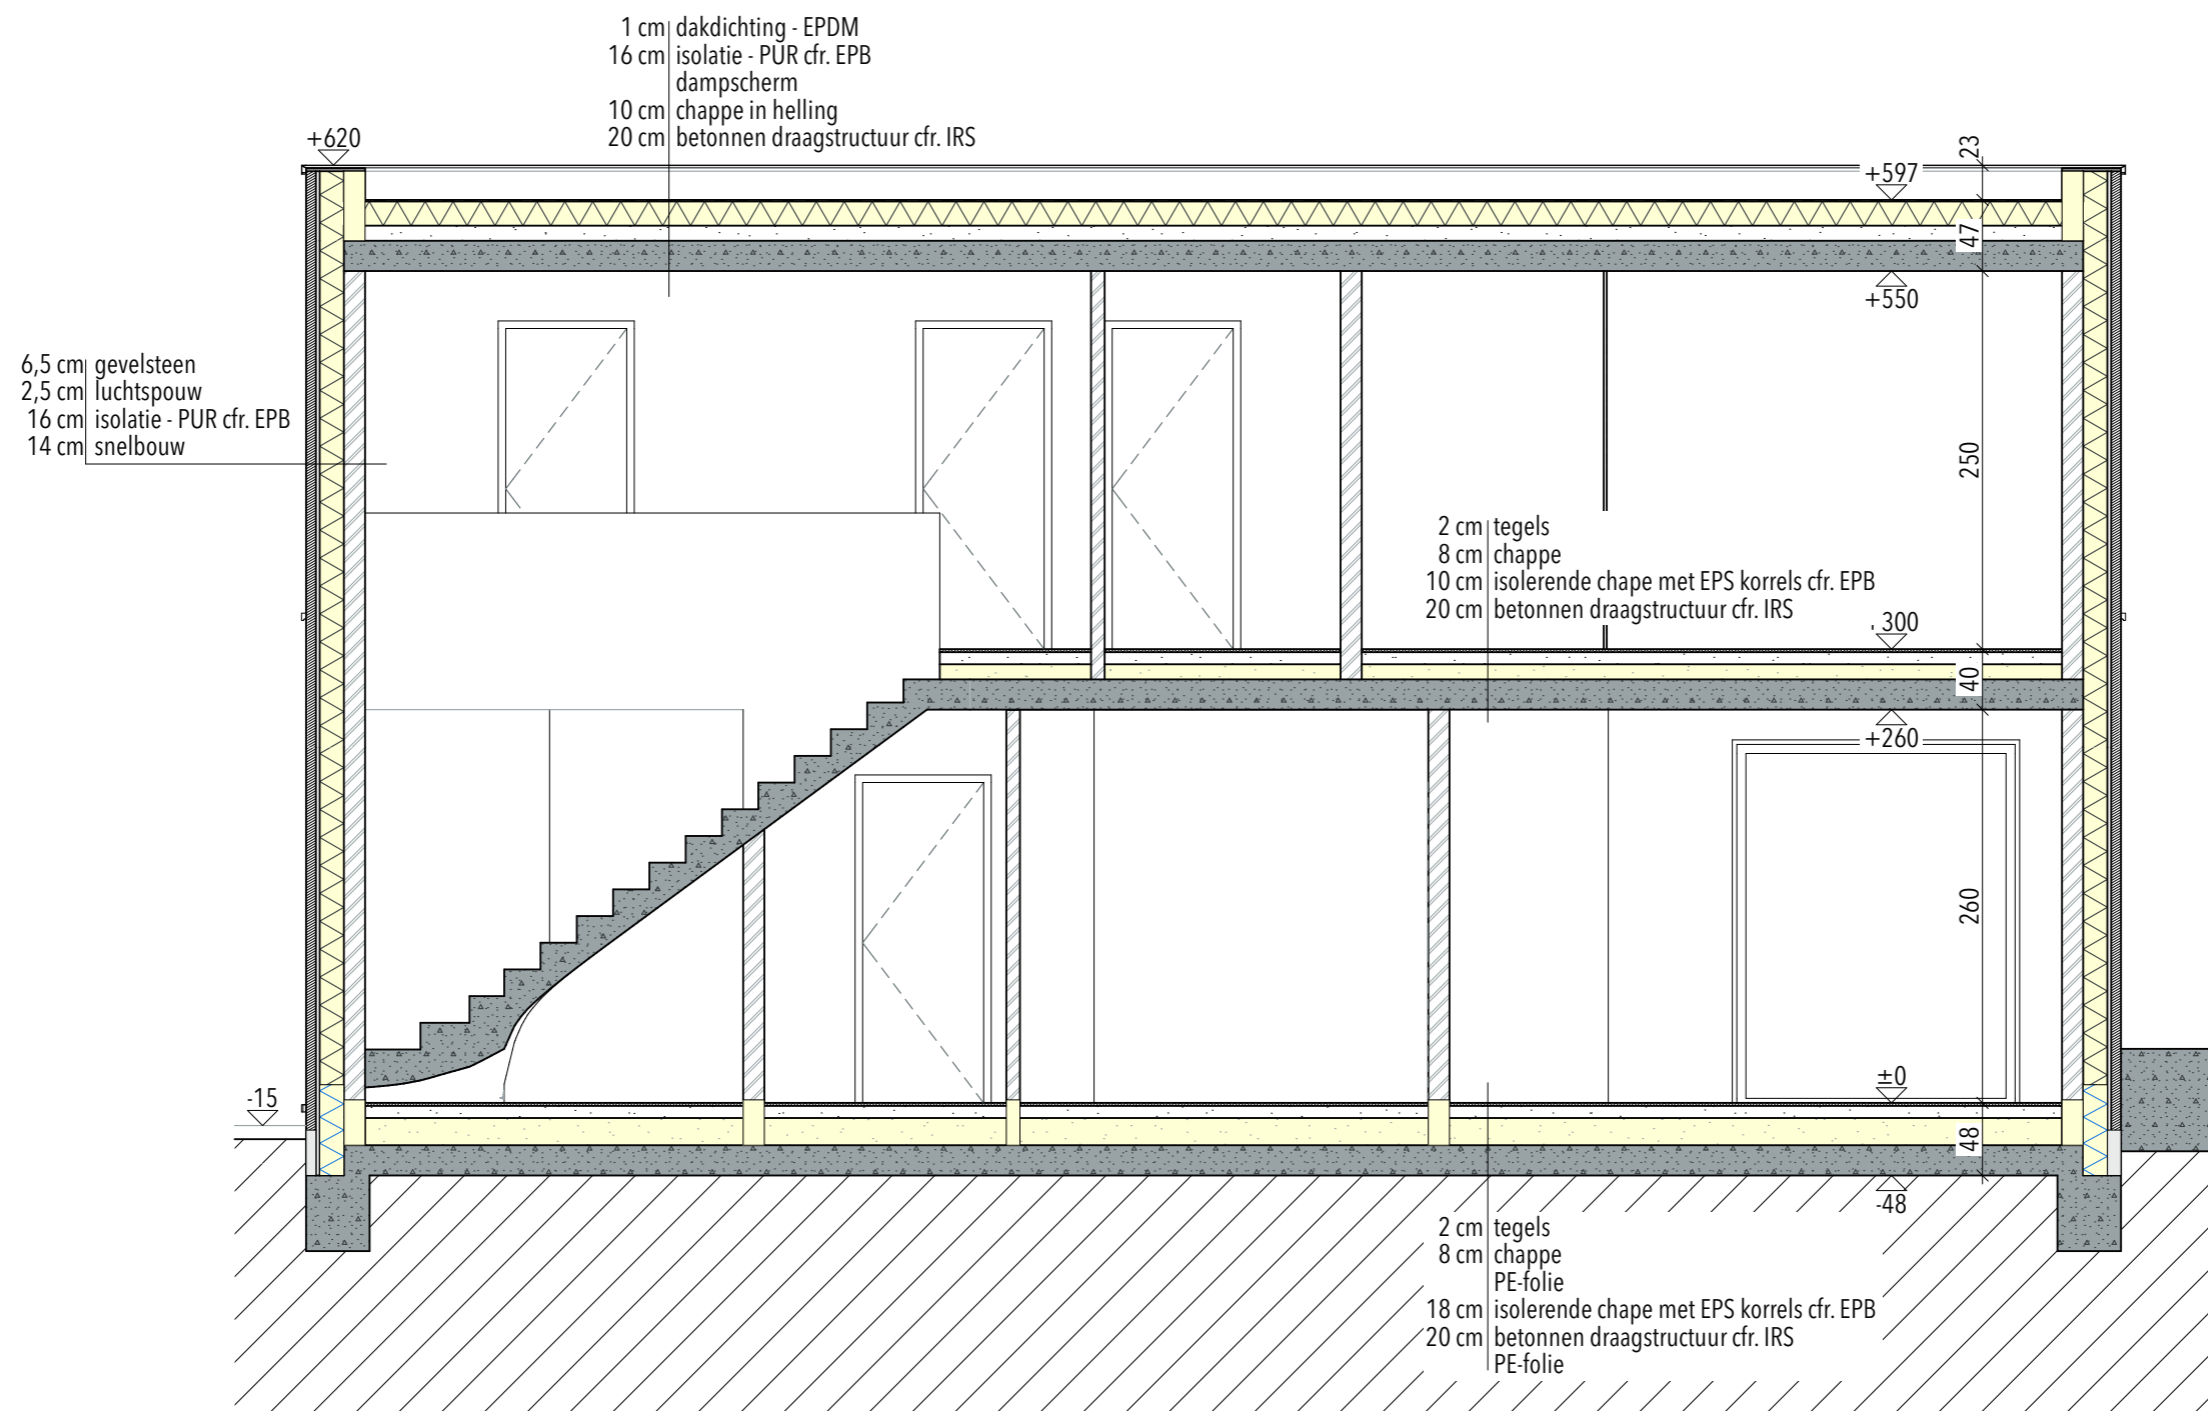 1 cm dakdichting - EPDM
16 cm isolatie - PUR cfr. EPB
dampscherm
10 cm chappe in helling
20 cm betonnen draagstructuur cfr. IRS
+620
23
+597
47
+550
6,5 cm gevelsteen
2,5 cm luchtspouw
16 cm isolatie - PUR cfr. EPB
14 cm snelbouw
250
2 cm tegels
8 cm chappe
10 cm isolerende chape met EPS korrels cfr. EPB
20 cm betonnen draagstructuur cfr. IRS
300
40
+260
260
±0
-15
48
-48
2 cm tegels
8 cm chappe
PE-folie
18 cm isolerende chape met EPS korrels cfr. EPB
20 cm betonnen draagstructuur cfr. IRS
PE-folie